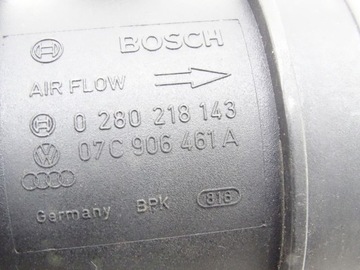 BOSCH
AIR FLOW
0 280 218 143
07C 906 461 A
Germany BPK 816